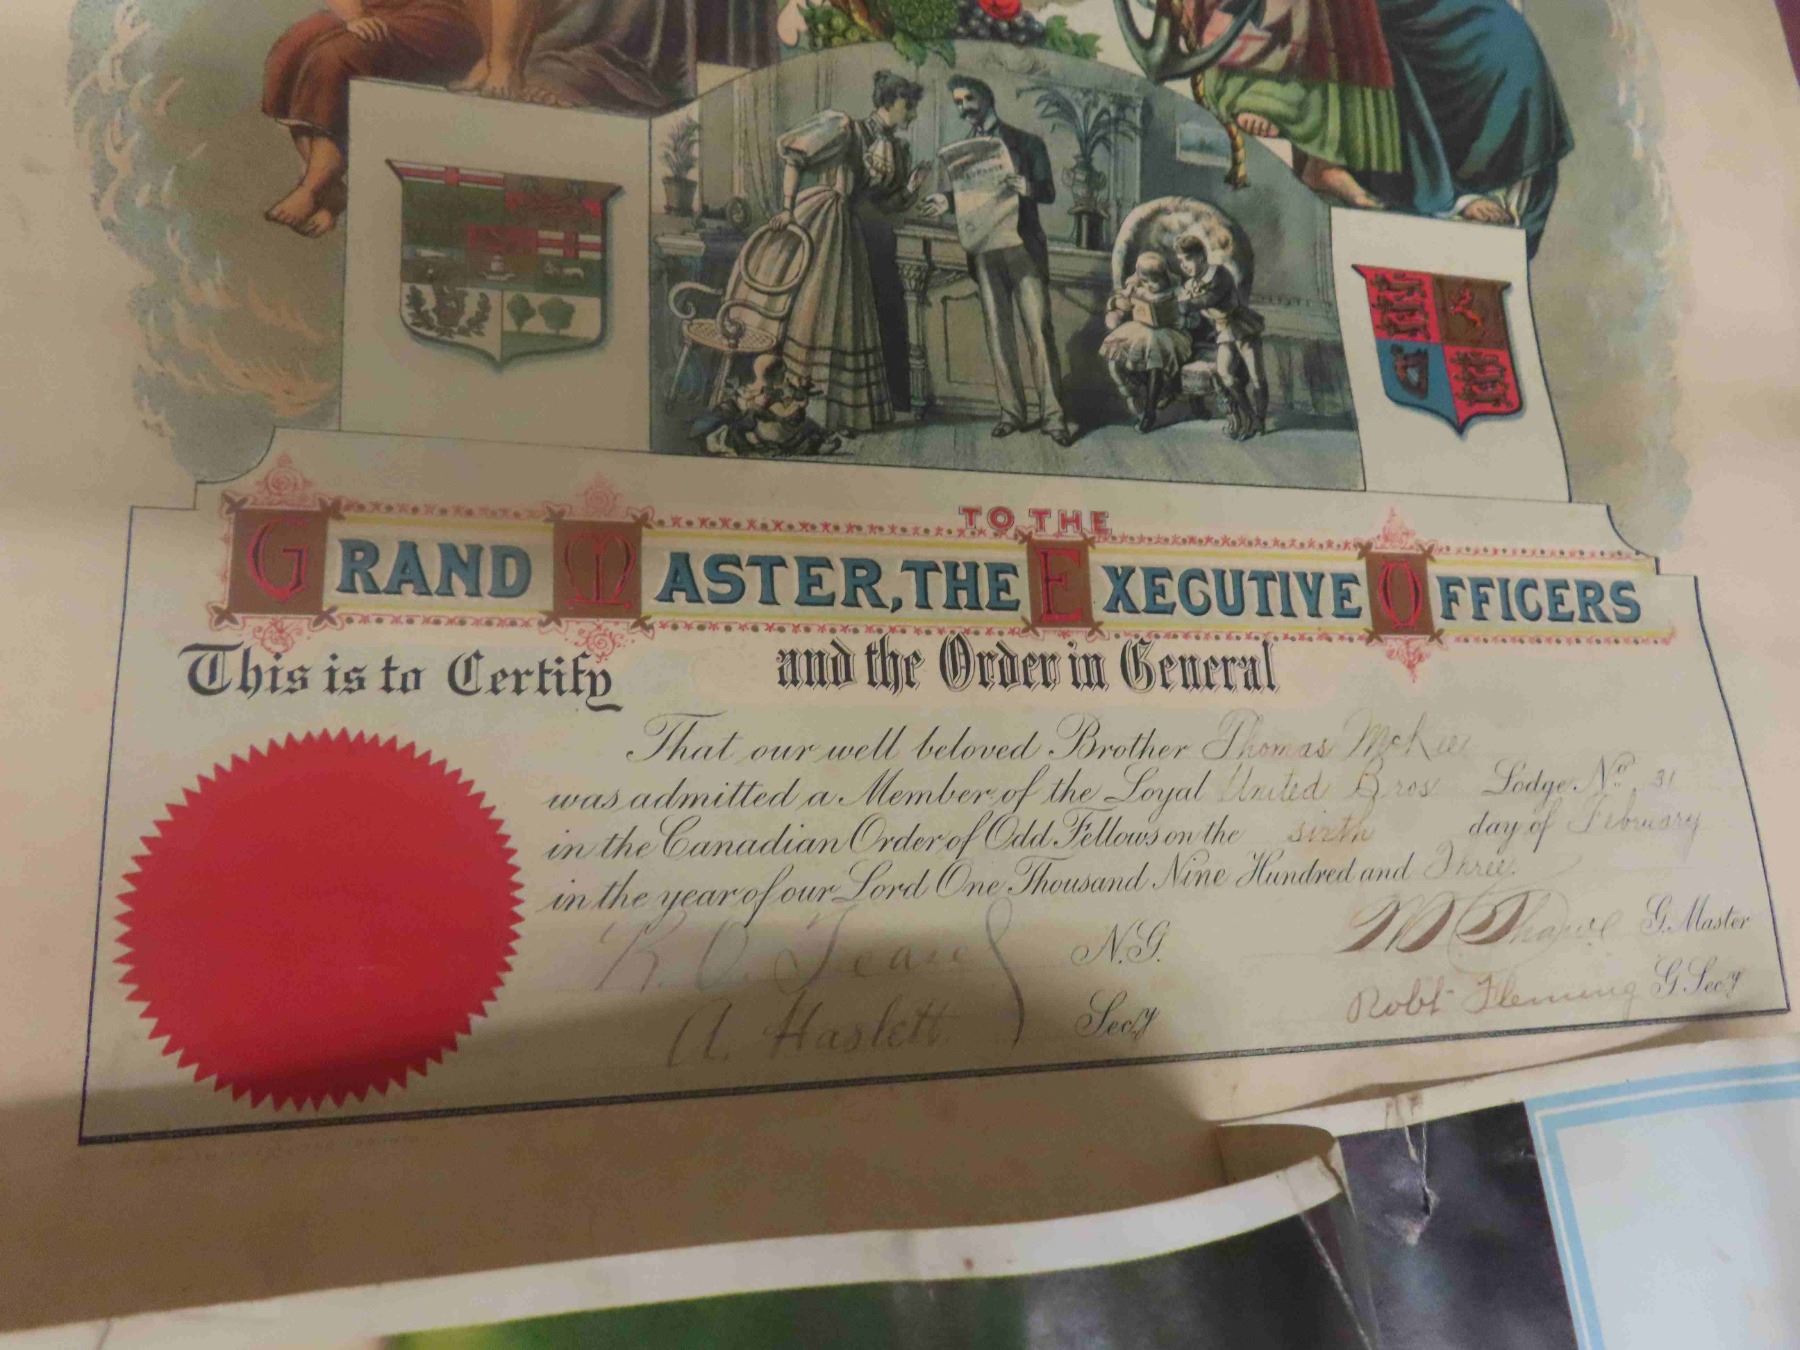 TO THE
GRAND MASTER, THE EXECUTIVE OFFICERS
This is to Certify and the Order in General
That our well beloved Brother Thomas McKee
was admitted a Member of the Loyal United Bros Lodge No. 31
in the Canadian Order of Odd Fellows on the sixth day of February
in the year of our Lord One Thousand Nine Hundred and Three.
N.G. G. Master
A. Haslett Secy Robt Fleming G. Secy